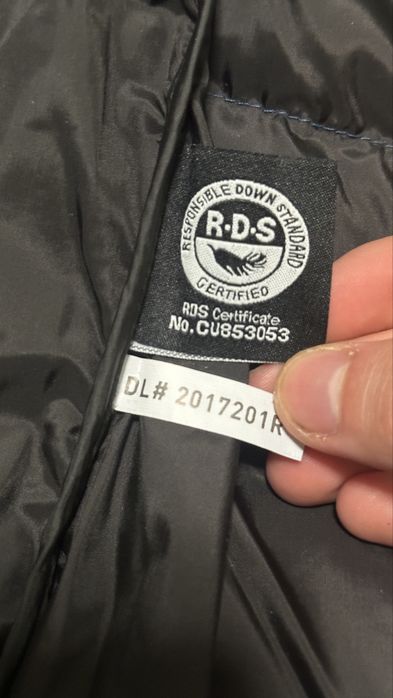 RESPONSIBLE DOWN STANDARD
R·D·S
CERTIFIED
RDS Certificate
No.CU853053
DL# 2017201R